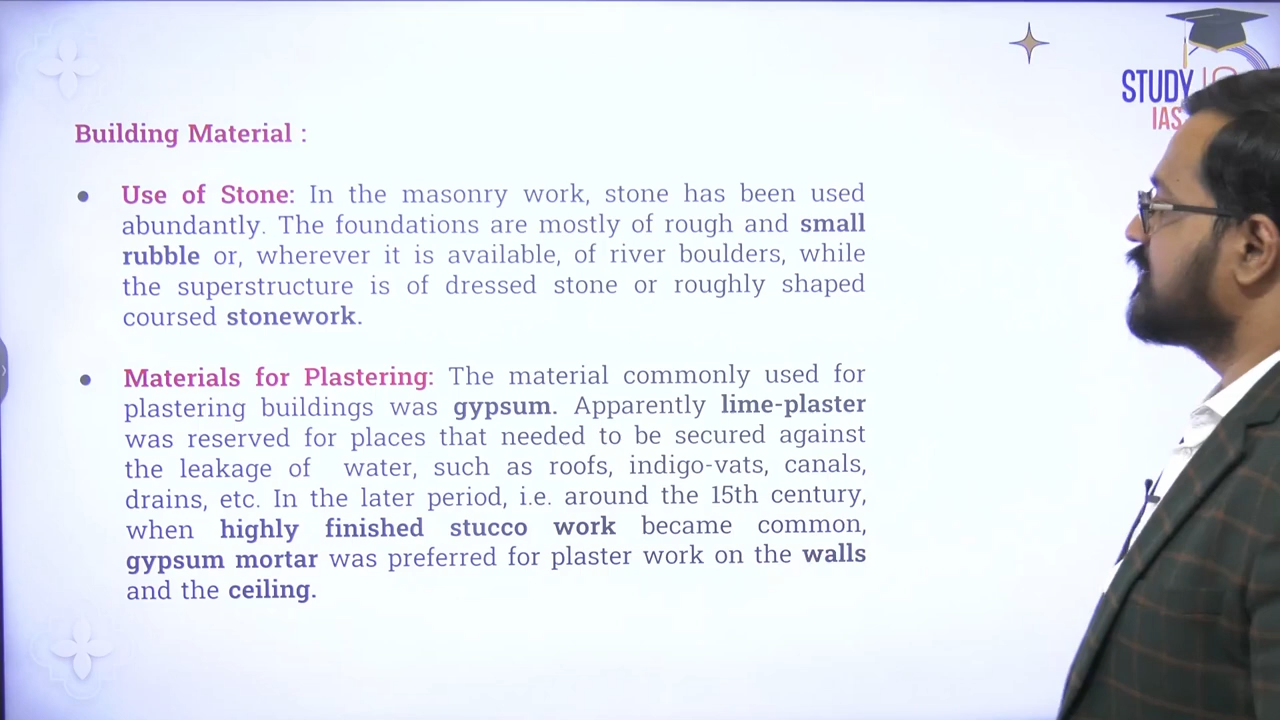 STUDY
IAS
Building Material :
Use of Stone: In the masonry work, stone has been used
abundantly. The foundations are mostly of rough and small
rubble or, wherever it is available, of river boulders, while
the superstructure is of dressed stone or roughly shaped
coursed stonework.
Materials for Plastering: The material commonly used for
plastering buildings was gypsum. Apparently lime-plaster
was reserved for places that needed to be secured against
the leakage of water, such as roofs, indigo-vats, canals,
drains, etc. In the later period, i.e. around the 15th century,
when highly finished stucco work became common,
gypsum mortar was preferred for plaster work on the walls
and the ceiling.